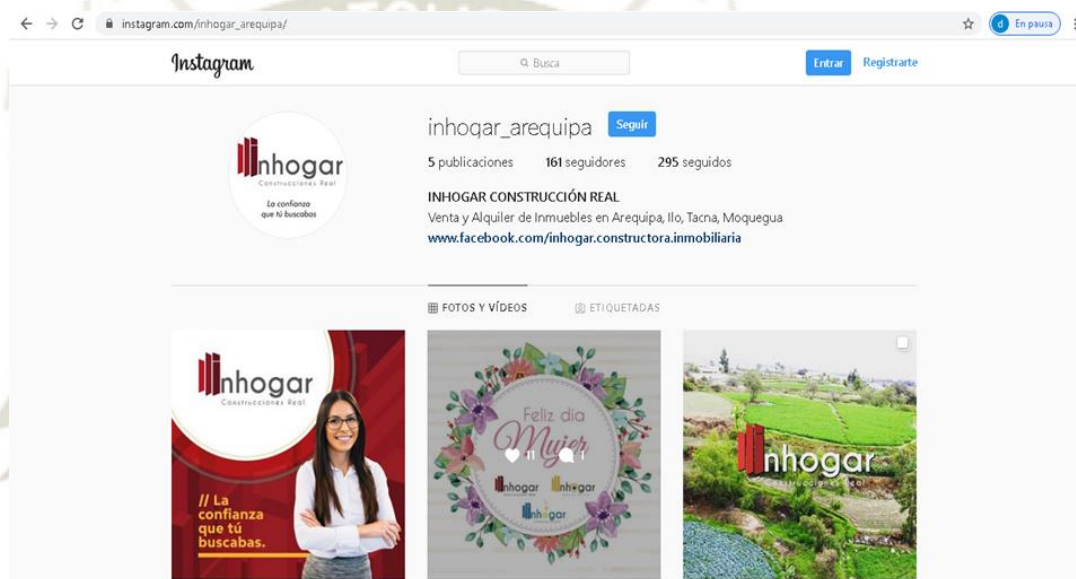 instagram.com/inhogar_arequipa/
d En pausa
Instagram
Busca
Entrar
Registrarte
inhogar
Construcciones Real
La confianza
que tú buscabas
inhogar_arequipa
Seguir
5 publicaciones 161 seguidores 295 seguidos
INHOGAR CONSTRUCCIÓN REAL
Venta y Alquiler de Inmuebles en Arequipa, Ilo, Tacna, Moquegua
www.facebook.com/inhogar.constructora.inmobiliaria
FOTOS Y VÍDEOS
ETIQUETADAS
inhogar
Construcciones Real
// La
confianza
que tú
buscabas.
Feliz día
Mujer
11 1
inhogar inhogar
inhogar
inhogar
Construcciones Real